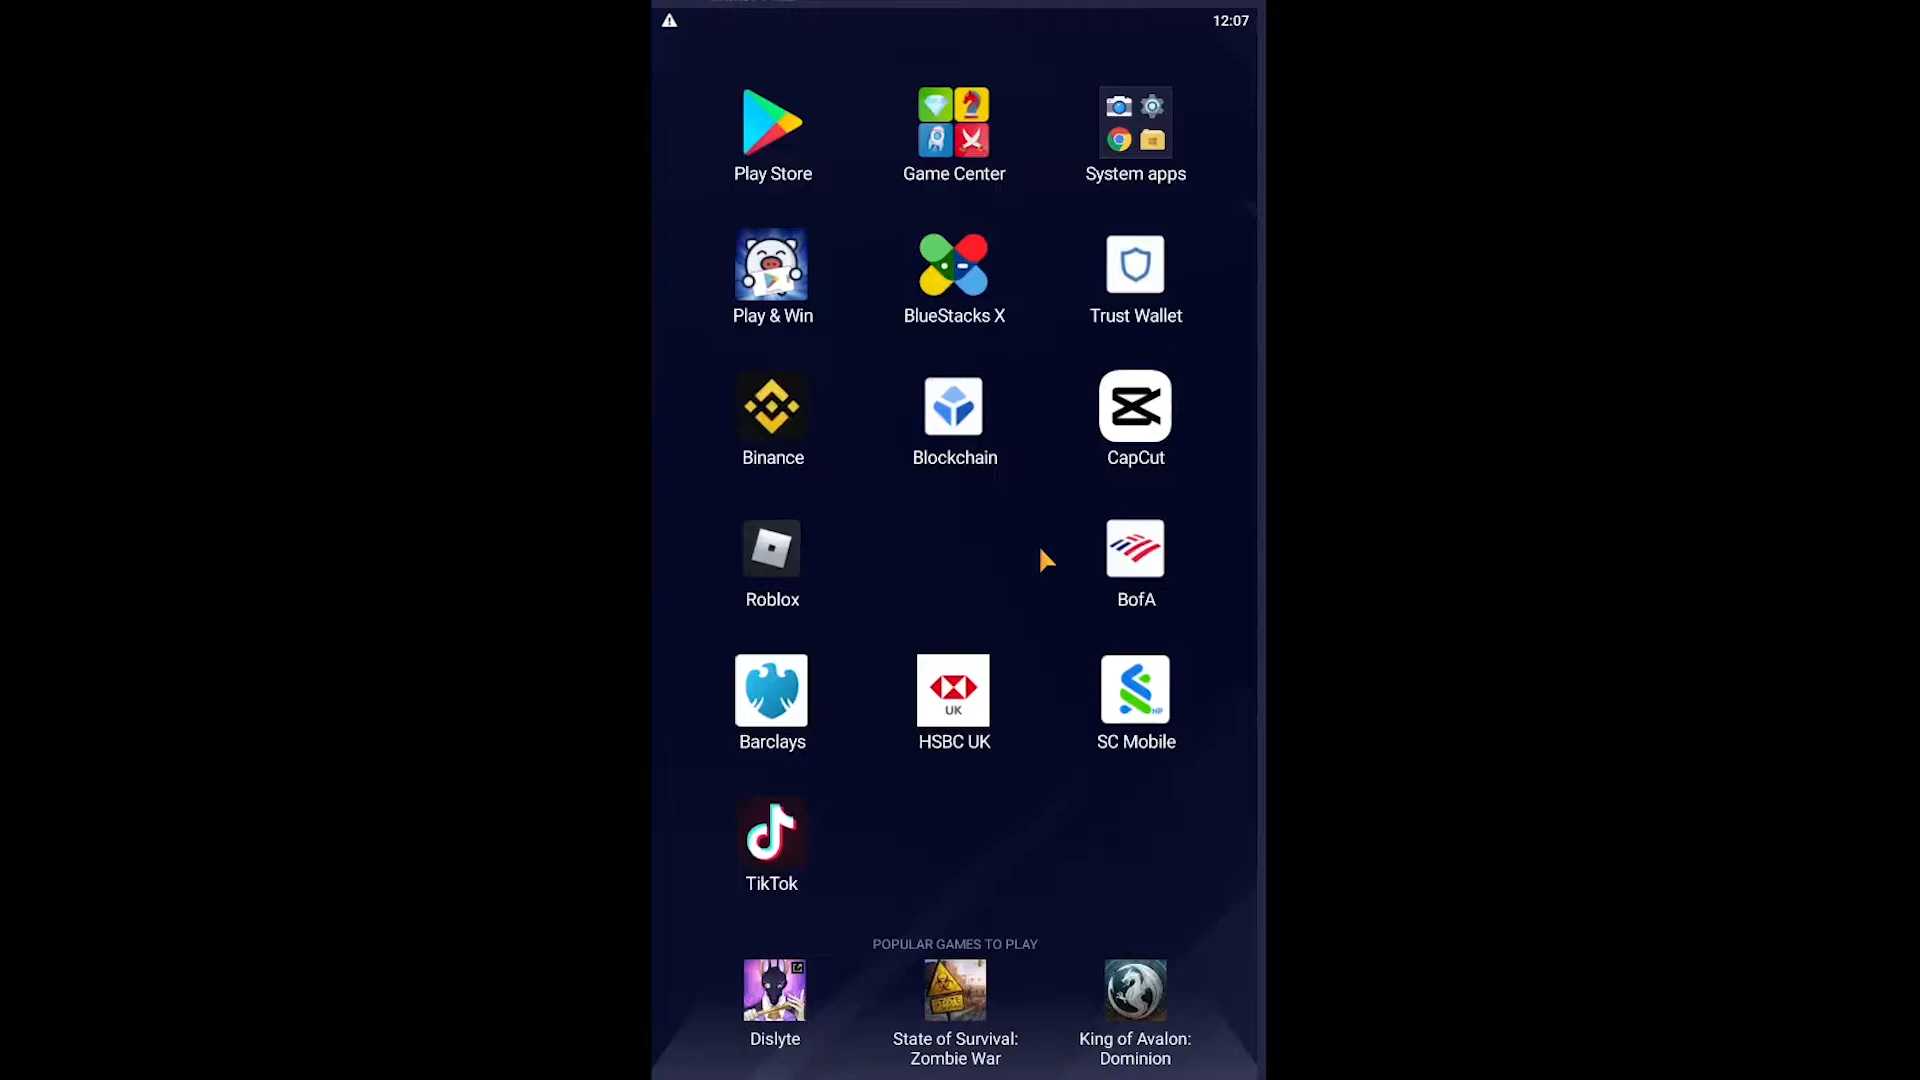 12:07
Play Store
Game Center
System apps
Play & Win
BlueStacks X
Trust Wallet
Binance
Blockchain
CapCut
Roblox
BofA
Barclays
UK
HSBC UK
NP
SC Mobile
TikTok
POPULAR GAMES TO PLAY
STATE
Dislyte
State of Survival:
Zombie War
King of Avalon:
Dominion